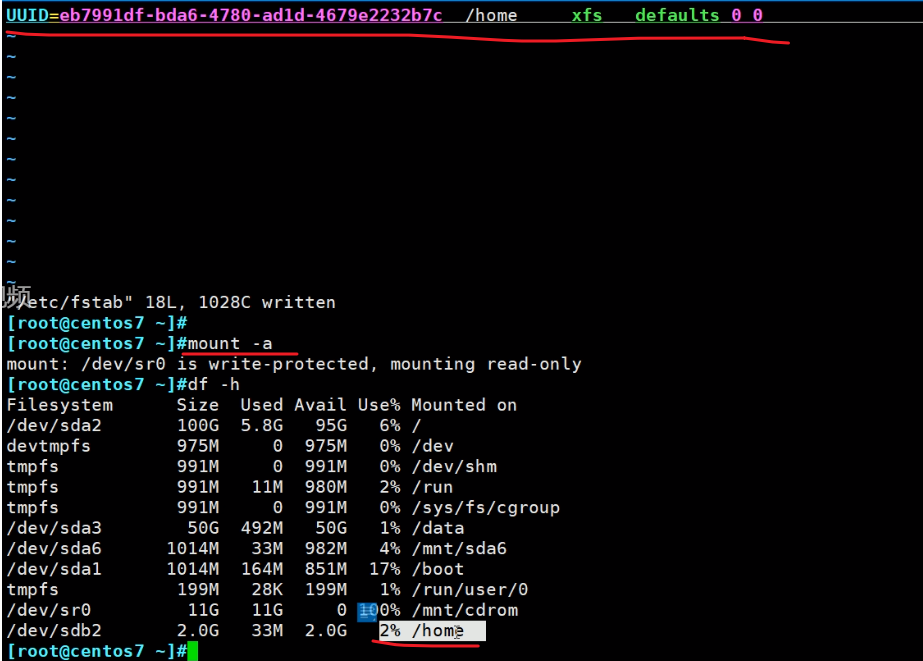 UUID=eb7991df-bda6-4780-ad1d-4679e2232b7c  /home     xfs   defaults 0 0
~
~
~
~
~
~
~
~
~
~
~
~
~
"/etc/fstab" 18L, 1028C written
[root@centos7 ~]#
[root@centos7 ~]#mount -a
mount: /dev/sr0 is write-protected, mounting read-only
[root@centos7 ~]#df -h
Filesystem      Size  Used Avail Use% Mounted on
/dev/sda2       100G  5.8G   95G   6% /
devtmpfs        975M     0  975M   0% /dev
tmpfs           991M     0  991M   0% /dev/shm
tmpfs           991M   11M  980M   2% /run
tmpfs           991M     0  991M   0% /sys/fs/cgroup
/dev/sda3        50G  492M   50G   1% /data
/dev/sda6      1014M   33M  982M   4% /mnt/sda6
/dev/sda1      1014M  164M  851M  17% /boot
tmpfs           199M   28K  199M   1% /run/user/0
/dev/sr0         11G   11G     0 100% /mnt/cdrom
/dev/sdb2       2.0G   33M  2.0G   2% /home
[root@centos7 ~]#